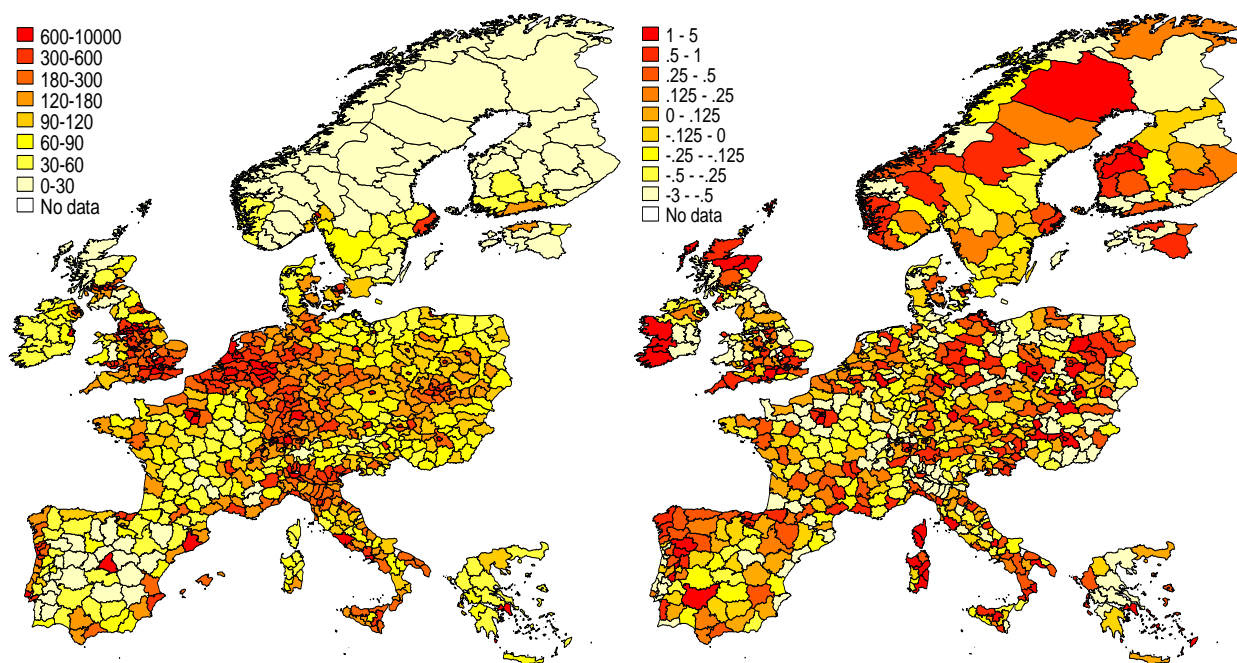 600-10000
300-600
180-300
120-180
90-120
60-90
30-60
0-30
No data
1 - 5
.5 - 1
.25 - .5
.125 - .25
0 - .125
-.125 - 0
-.25 - -.125
-.5 - -.25
-3 - -.5
No data